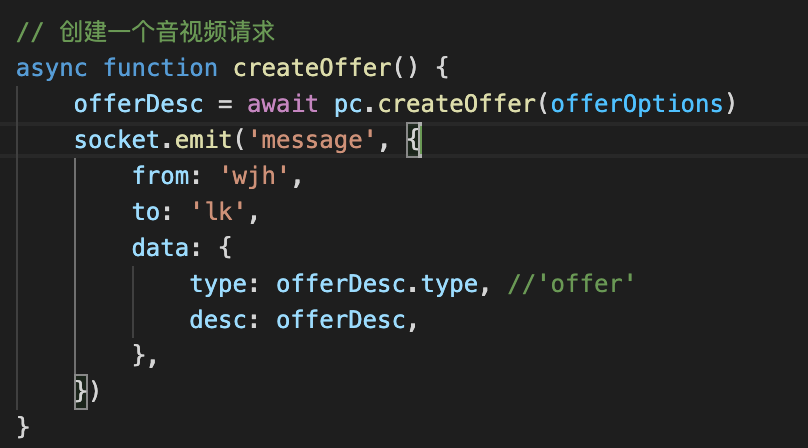 // 创建一个音视频请求
async function createOffer() {
    offerDesc = await pc.createOffer(offerOptions)
    socket.emit('message', {
        from: 'wjh',
        to: 'lk',
        data: {
            type: offerDesc.type, //'offer'
            desc: offerDesc,
        },
    })
}